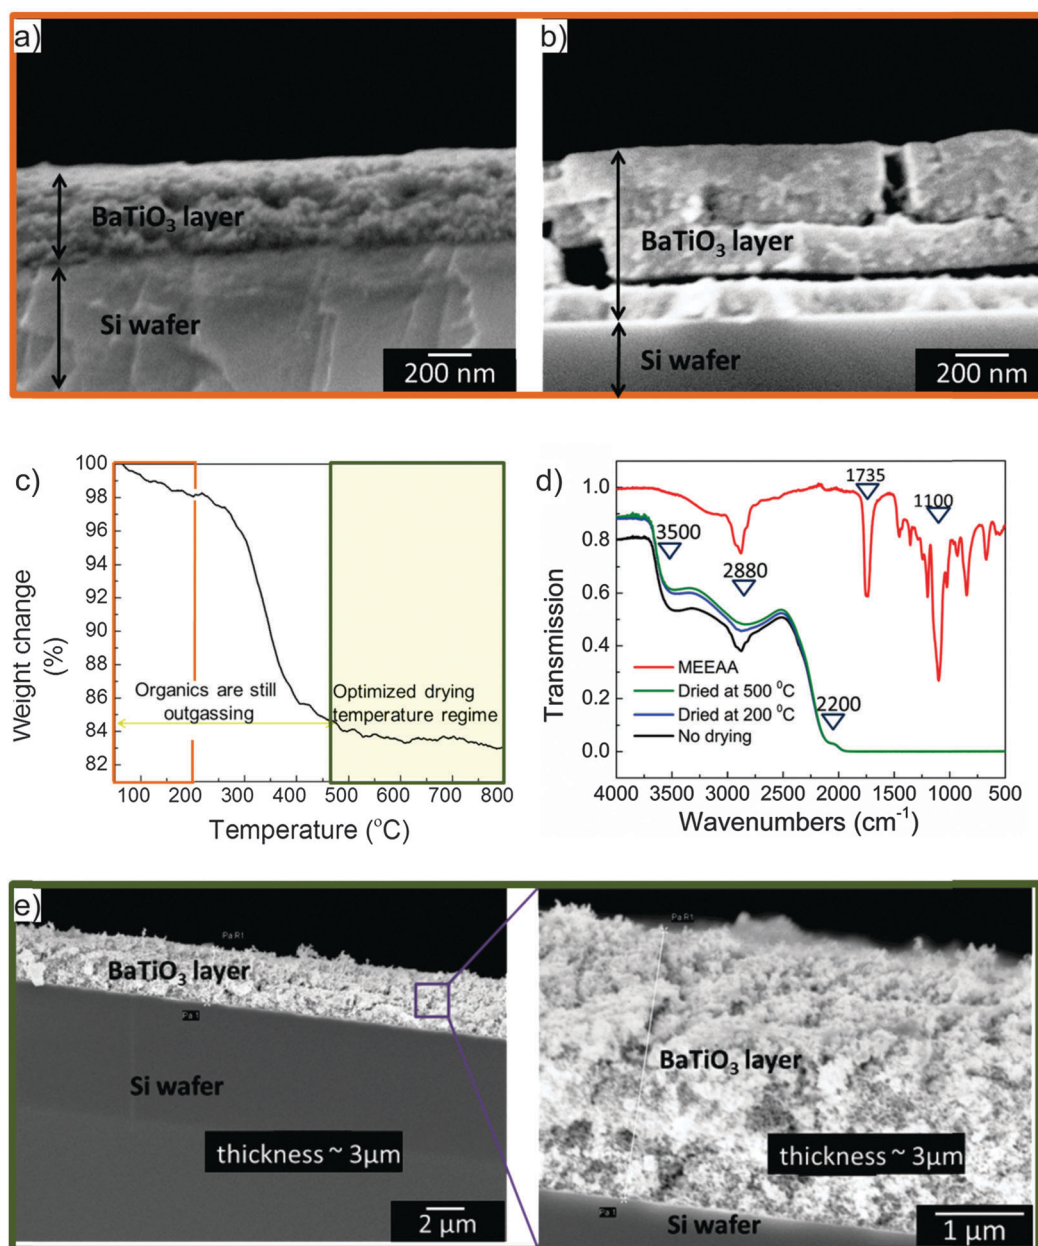 a)
BaTiO3 layer
Si wafer
200 nm
b)
BaTiO3 layer
Si wafer
200 nm
c)
Weight change
(%)
100
98
96
94
92
90
88
86
84
82
Organics are still
outgassing
Optimized drying
temperature regime
100
200
300
400
500
600
700
800
Temperature (°C)
d)
Transmission
1.0
0.8
0.6
0.4
0.2
0.0
3500
2880
1735
1100
2200
MEEAA
Dried at 500 °C
Dried at 200 °C
No drying
4000 3500 3000 2500 2000 1500 1000 500
Wavenumbers (cm-1)
e)
Pa R1
BaTiO3 layer
Si wafer
thickness ~ 3µm
2 µm
Pa R1
BaTiO3 layer
thickness ~ 3µm
Si wafer
1 µm